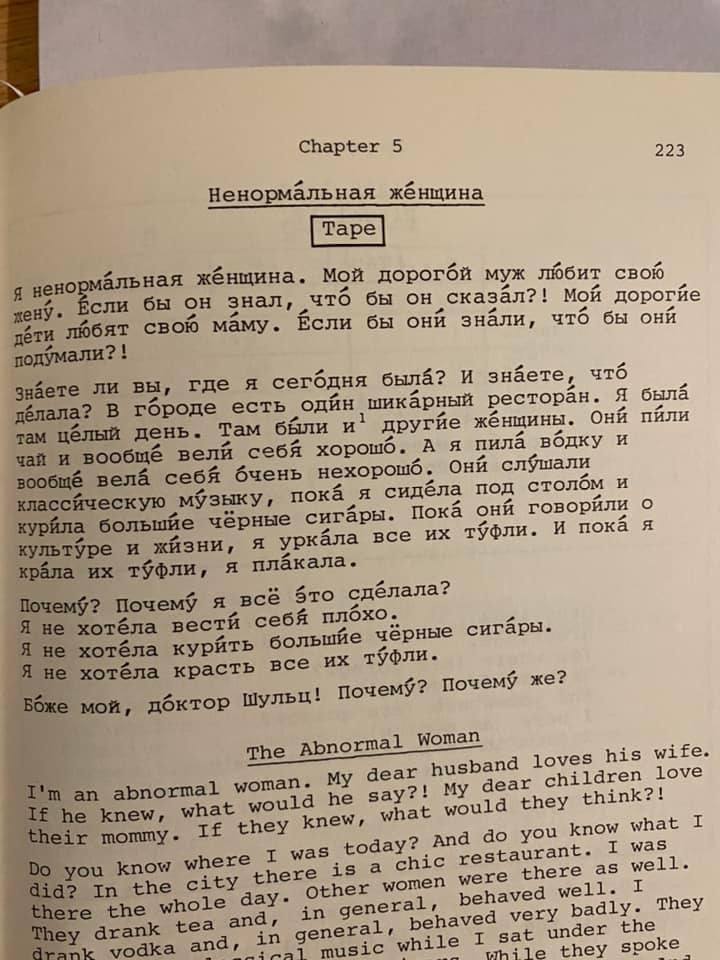 Chapter 5
223
Ненорма́льная же́нщина
Tape
Я ненорма́льная же́нщина. Мой дорого́й муж лю́бит свою́
жену́. Е́сли бы он знал, что́ бы он сказа́л?! Мои́ дороги́е
де́ти лю́бят свою́ ма́му. Е́сли бы они́ зна́ли, что́ бы они́
поду́мали?!
Зна́ете ли вы, где я сего́дня была́? И зна́ете, что́
де́лала? В го́роде есть оди́н шика́рный рестора́н. Я была́
там це́лый день. Там бы́ли и¹ други́е же́нщины. Они́ пи́ли
чай и вообще́ вели́ себя́ хорошо́. А я пила́ во́дку и
вообще́ вела́ себя́ о́чень нехорошо́. Они́ слу́шали
класси́ческую му́зыку, пока́ я сиде́ла под столо́м и
кури́ла больши́е чёрные сига́ры. Пока́ они́ говори́ли о
культу́ре и жи́зни, я урка́ла все их ту́фли. И пока́ я
кра́ла их ту́фли, я пла́кала.
Почему́? Почему́ я всё э́то сде́лала?
Я не хоте́ла вести́ себя́ пло́хо.
Я не хоте́ла кури́ть больши́е чёрные сига́ры.
Я не хоте́ла красть все их ту́фли.
Бо́же мой, до́ктор Шульц! Почему́? Почему́ же?
The Abnormal Woman
I'm an abnormal woman. My dear husband loves his wife.
If he knew, what would he say?! My dear children love
their mommy. If they knew, what would they think?!
Do you know where I was today? And do you know what I
did? In the city there is a chic restaurant. I was
there the whole day. Other women were there as well.
They drank tea and, in general, behaved well. I
drank vodka and, in general, behaved very badly. They
music while I sat under the
While they spoke